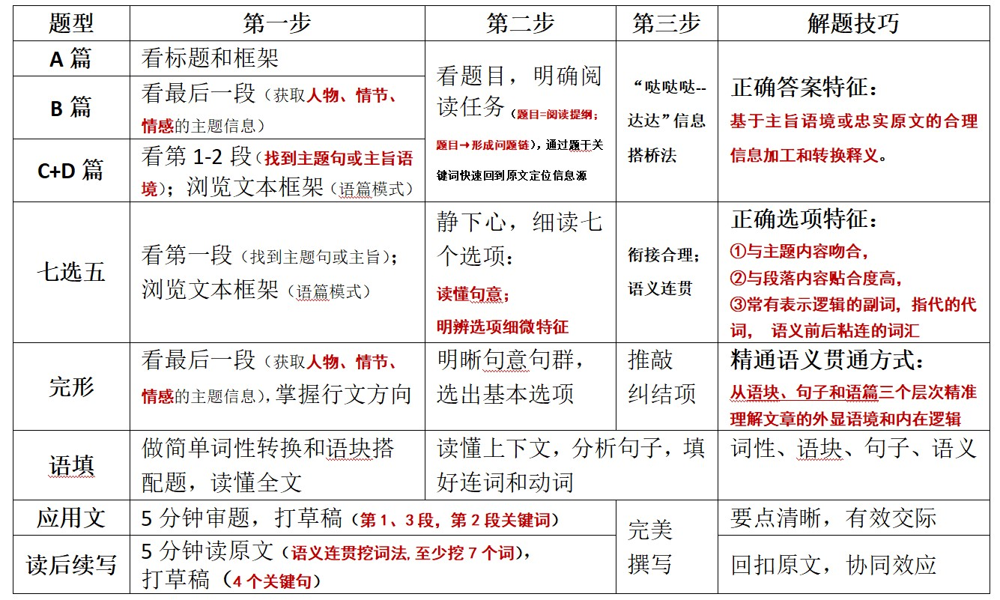 题型 第一步 第二步 第三步 解题技巧
A 篇
看标题和框架
B 篇
看最后一段（获取人物、情节、
情感的主题信息）
C+D 篇
看第 1-2 段（找到主题句或主旨语
境）；浏览文本框架（语篇模式）
看题目，明确阅
读任务（题目=阅读提纲；
题目→形成问题链），通过题干关
键词快速回到原文定位信息源
“哒哒哒--
达达”信息
搭桥法
正确答案特征：
基于主旨语境或忠实原文的合理
信息加工和转换释义。
七选五
看第一段（找到主题句或主旨）；
浏览文本框架（语篇模式）
静下心，细读七
个选项：
读懂句意；
明辨选项细微特征
衔接合理；
语义连贯
正确选项特征：
①与主题内容吻合，
②与段落内容贴合度高，
③常有表示逻辑的副词，指代的代
词， 语义前后粘连的词汇
完形
看最后一段（获取人物、情节、
情感的主题信息），掌握行文方向
明晰句意句群，
选出基本选项
推敲
纠结项
精通语义贯通方式：
从语块、句子和语篇三个层次精准
理解文章的外显语境和内在逻辑
语填
做简单词性转换和语块搭
配题，读懂全文
读懂上下文，分析句子，填
好连词和动词
词性、语块、句子、语义
应用文
5 分钟审题，打草稿（第 1、3 段，第 2 段关键词）
完美
撰写
要点清晰，有效交际
读后续写
5 分钟读原文（语义连贯挖词法,至少挖 7 个词），
打草稿（4 个关键句）
回扣原文，协同效应